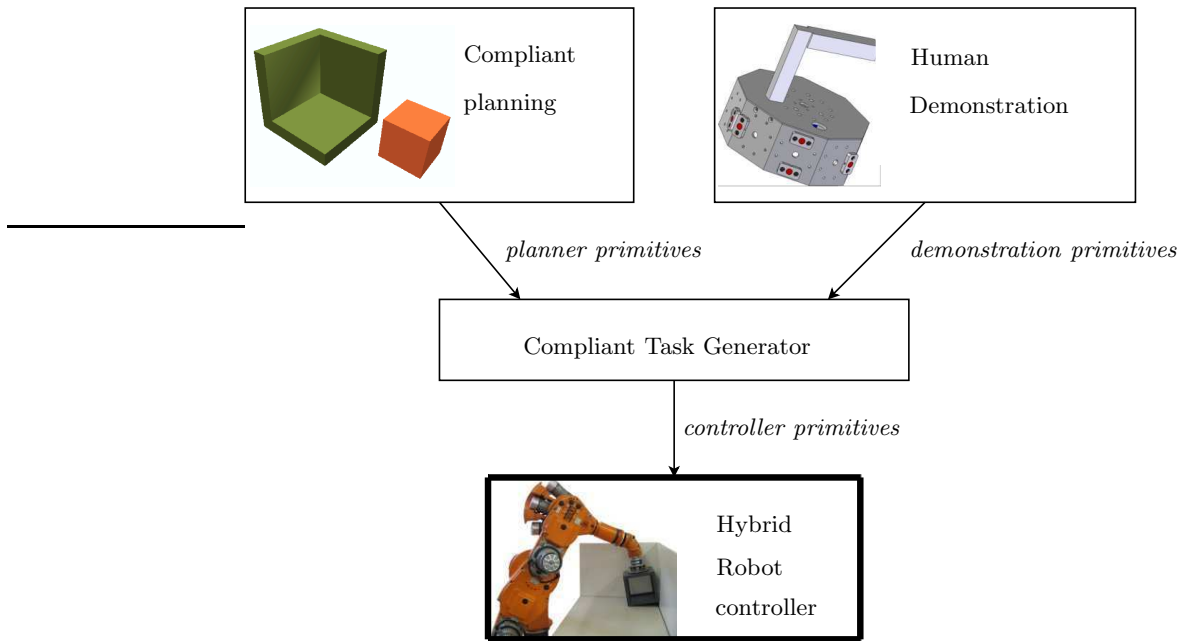 Compliant
planning
Human
Demonstration
planner primitives
demonstration primitives
Compliant Task Generator
controller primitives
Hybrid
Robot
controller